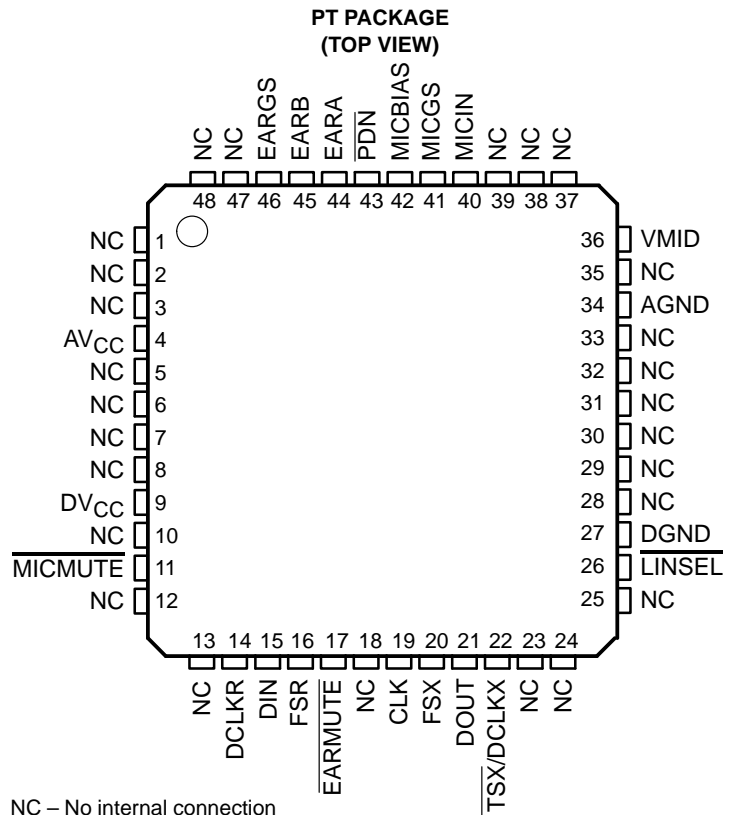 PT PACKAGE
(TOP VIEW)
NC
NC
EARGS
EARB
EARA
PDN
MICBIAS
MICGS
MICIN
NC
NC
NC
48 47 46 45 44 43 42 41 40 39 38 37
NC 1
NC 2
NC 3
AVCC 4
NC 5
NC 6
NC 7
NC 8
DVCC 9
NC 10
MICMUTE 11
NC 12
36 VMID
35 NC
34 AGND
33 NC
32 NC
31 NC
30 NC
29 NC
28 NC
27 DGND
26 LINSEL
25 NC
13 14 15 16 17 18 19 20 21 22 23 24
NC
DCLKR
DIN
FSR
EARMUTE
NC
CLK
FSX
DOUT
TSX/DCLKX
NC
NC
NC – No internal connection